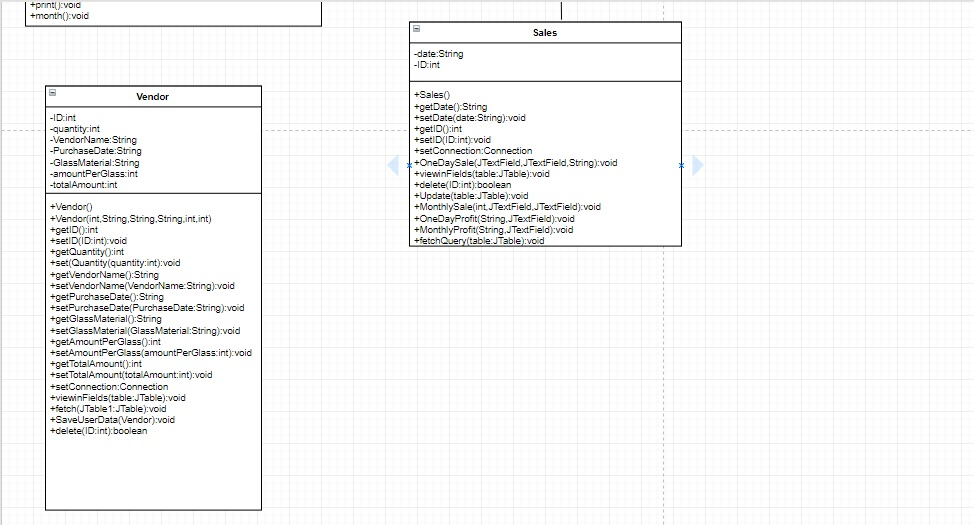 +print():void
+month():void
Sales
-date:String
-ID:int
+Sales()
+getDate():String
+setDate(date:String):void
+getID():int
+setID(ID:int):void
+setConnection:Connection
+OneDaySale(JTextField,JTextField,String):void
+viewinFields(table:JTable):void
+delete(ID:int):boolean
+Update(table:JTable):void
+MonthlySale(int,JTextField,JTextField):void
+OneDayProfit(String,JTextField):void
+MonthlyProfit(String,JTextField):void
+fetchQuery(table:JTable):void
Vendor
-ID:int
-quantity:int
-VendorName:String
-PurchaseDate:String
-GlassMaterial:String
-amountPerGlass:int
-totalAmount:int
+Vendor()
+Vendor(int,String,String,String,int,int)
+getID():int
+setID(ID:int):void
+getQuantity():int
+set(Quantity(quantity:int):void
+getVendorName():String
+setVendorName(VendorName:String):void
+getPurchaseDate():String
+setPurchaseDate(PurchaseDate:String):void
+getGlassMaterial():String
+setGlassMaterial(GlassMaterial:String):void
+getAmountPerGlass():int
+setAmountPerGlass(amountPerGlass:int):void
+getTotalAmount():int
+setTotalAmount(totalAmount:int):void
+setConnection:Connection
+viewinFields(table:JTable):void
+fetch(JTable1:JTable):void
+SaveUserData(Vendor):void
+delete(ID:int):boolean